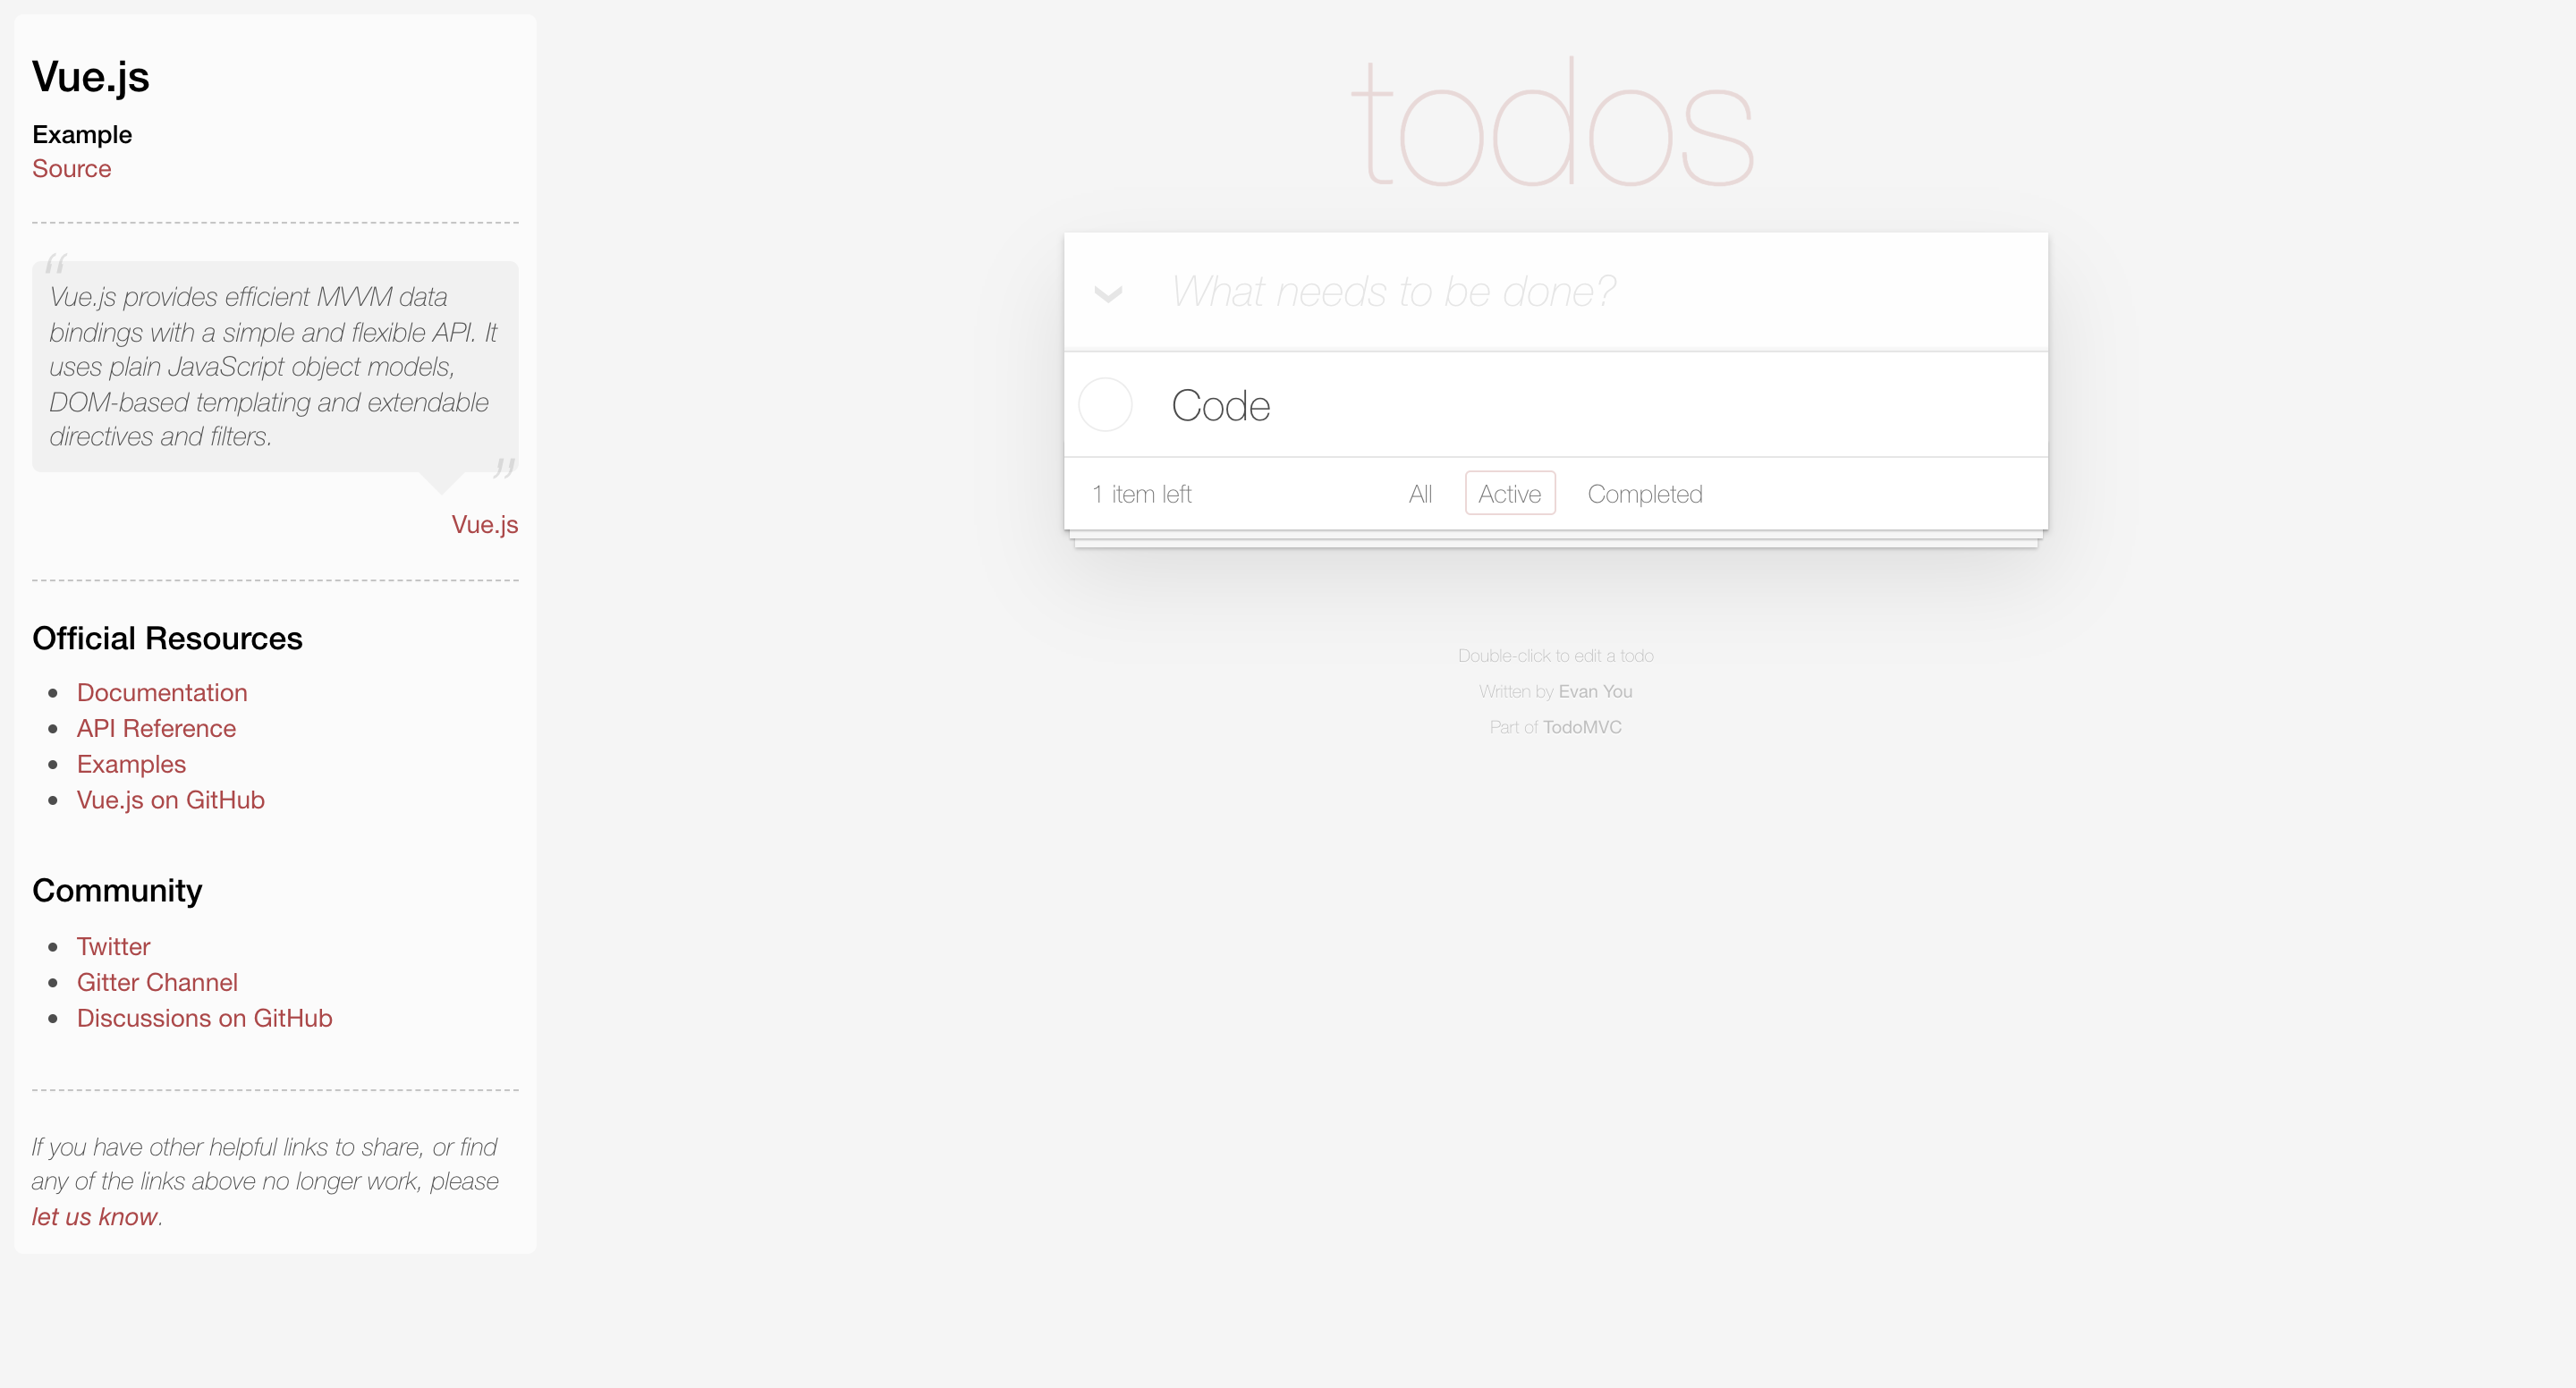 Vue.js
Example
Source
“
Vue.js provides efficient MVVM data
bindings with a simple and flexible API. It
uses plain JavaScript object models,
DOM-based templating and extendable
directives and filters.
”
Vue.js
Official Resources
• Documentation
• API Reference
• Examples
• Vue.js on GitHub
Community
• Twitter
• Gitter Channel
• Discussions on GitHub
If you have other helpful links to share, or find
any of the links above no longer work, please
let us know.
todos
What needs to be done?
Code
1 item left All Active Completed
Double-click to edit a todo
Written by Evan You
Part of TodoMVC